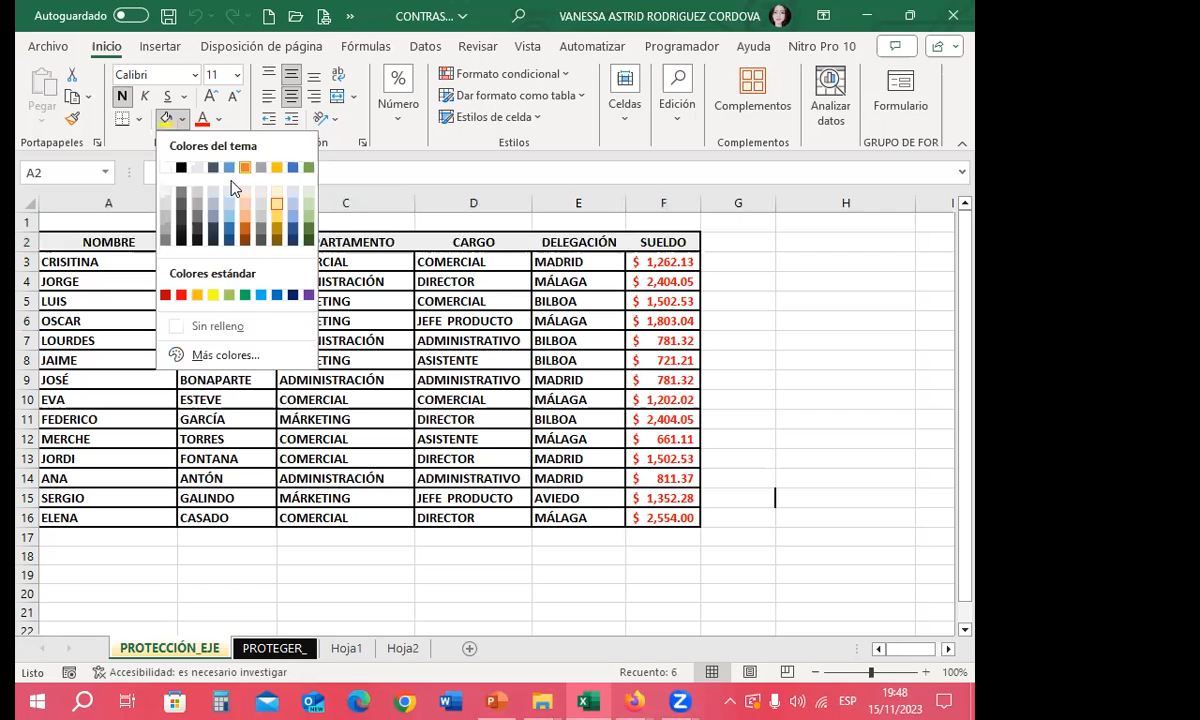 Autoguardado
CONTRAS...
VANESSA ASTRID RODRIGUEZ CORDOVA
Archivo Inicio Insertar Disposición de página Fórmulas Datos Revisar Vista Automatizar Programador Ayuda Nitro Pro 10
Pegar
Calibri 11
N K S
%
Número
Formato condicional
Dar formato como tabla
Estilos de celda
Celdas
Edición
Complementos
Analizar datos
Formulario
Portapapeles
Estilos
Complementos
GRUPO DE FOR
A2
Colores del tema
Colores estándar
Sin relleno
Más colores...
A C D E F G H I
1
2 NOMBRE PARTAMENTO CARGO DELEGACIÓN SUELDO
3 CRISITINA RCIAL COMERCIAL MADRID $ 1,262.13
4 JORGE ISTRACIÓN DIRECTOR MÁLAGA $ 2,404.05
5 LUIS ETING COMERCIAL BILBOA $ 1,502.53
6 OSCAR ETING JEFE PRODUCTO MÁLAGA $ 1,803.04
7 LOURDES ISTRACIÓN ADMINISTRATIVO BILBOA $ 781.32
8 JAIME ETING ASISTENTE BILBOA $ 721.21
9 JOSÉ BONAPARTE ADMINISTRACIÓN ADMINISTRATIVO MADRID $ 781.32
10 EVA ESTEVE COMERCIAL COMERCIAL MÁLAGA $ 1,202.02
11 FEDERICO GARCÍA MÁRKETING DIRECTOR BILBOA $ 2,404.05
12 MERCHE TORRES COMERCIAL ASISTENTE MÁLAGA $ 661.11
13 JORDI FONTANA COMERCIAL DIRECTOR MADRID $ 1,502.53
14 ANA ANTÓN ADMINISTRACIÓN ADMINISTRATIVO MADRID $ 811.37
15 SERGIO GALINDO MÁRKETING JEFE PRODUCTO AVIEDO $ 1,352.28
16 ELENA CASADO COMERCIAL DIRECTOR MÁLAGA $ 2,554.00
17
18
19
20
21
22
PROTECCIÓN_EJE PROTEGER_ Hoja1 Hoja2
Listo Accesibilidad: es necesario investigar Recuento: 6 100%
ESP
19:48
15/11/2023